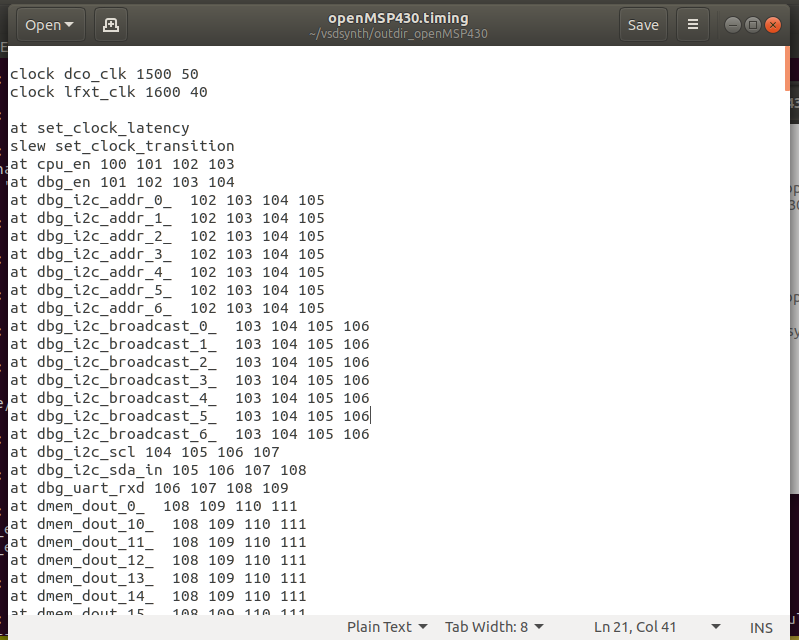 Open
openMSP430.timing
~/vsdsynth/outdir_openMSP430
Save
clock dco_clk 1500 50
clock lfxt_clk 1600 40
at set_clock_latency
slew set_clock_transition
at cpu_en 100 101 102 103
at dbg_en 101 102 103 104
at dbg_i2c_addr_0_  102 103 104 105
at dbg_i2c_addr_1_  102 103 104 105
at dbg_i2c_addr_2_  102 103 104 105
at dbg_i2c_addr_3_  102 103 104 105
at dbg_i2c_addr_4_  102 103 104 105
at dbg_i2c_addr_5_  102 103 104 105
at dbg_i2c_addr_6_  102 103 104 105
at dbg_i2c_broadcast_0_  103 104 105 106
at dbg_i2c_broadcast_1_  103 104 105 106
at dbg_i2c_broadcast_2_  103 104 105 106
at dbg_i2c_broadcast_3_  103 104 105 106
at dbg_i2c_broadcast_4_  103 104 105 106
at dbg_i2c_broadcast_5_  103 104 105 106
at dbg_i2c_broadcast_6_  103 104 105 106
at dbg_i2c_scl 104 105 106 107
at dbg_i2c_sda_in 105 106 107 108
at dbg_uart_rxd 106 107 108 109
at dmem_dout_0_  108 109 110 111
at dmem_dout_10_  108 109 110 111
at dmem_dout_11_  108 109 110 111
at dmem_dout_12_  108 109 110 111
at dmem_dout_13_  108 109 110 111
at dmem_dout_14_  108 109 110 111
at dmem_dout_15_  108 109 110 111
Plain Text
Tab Width: 8
Ln 21, Col 41
INS